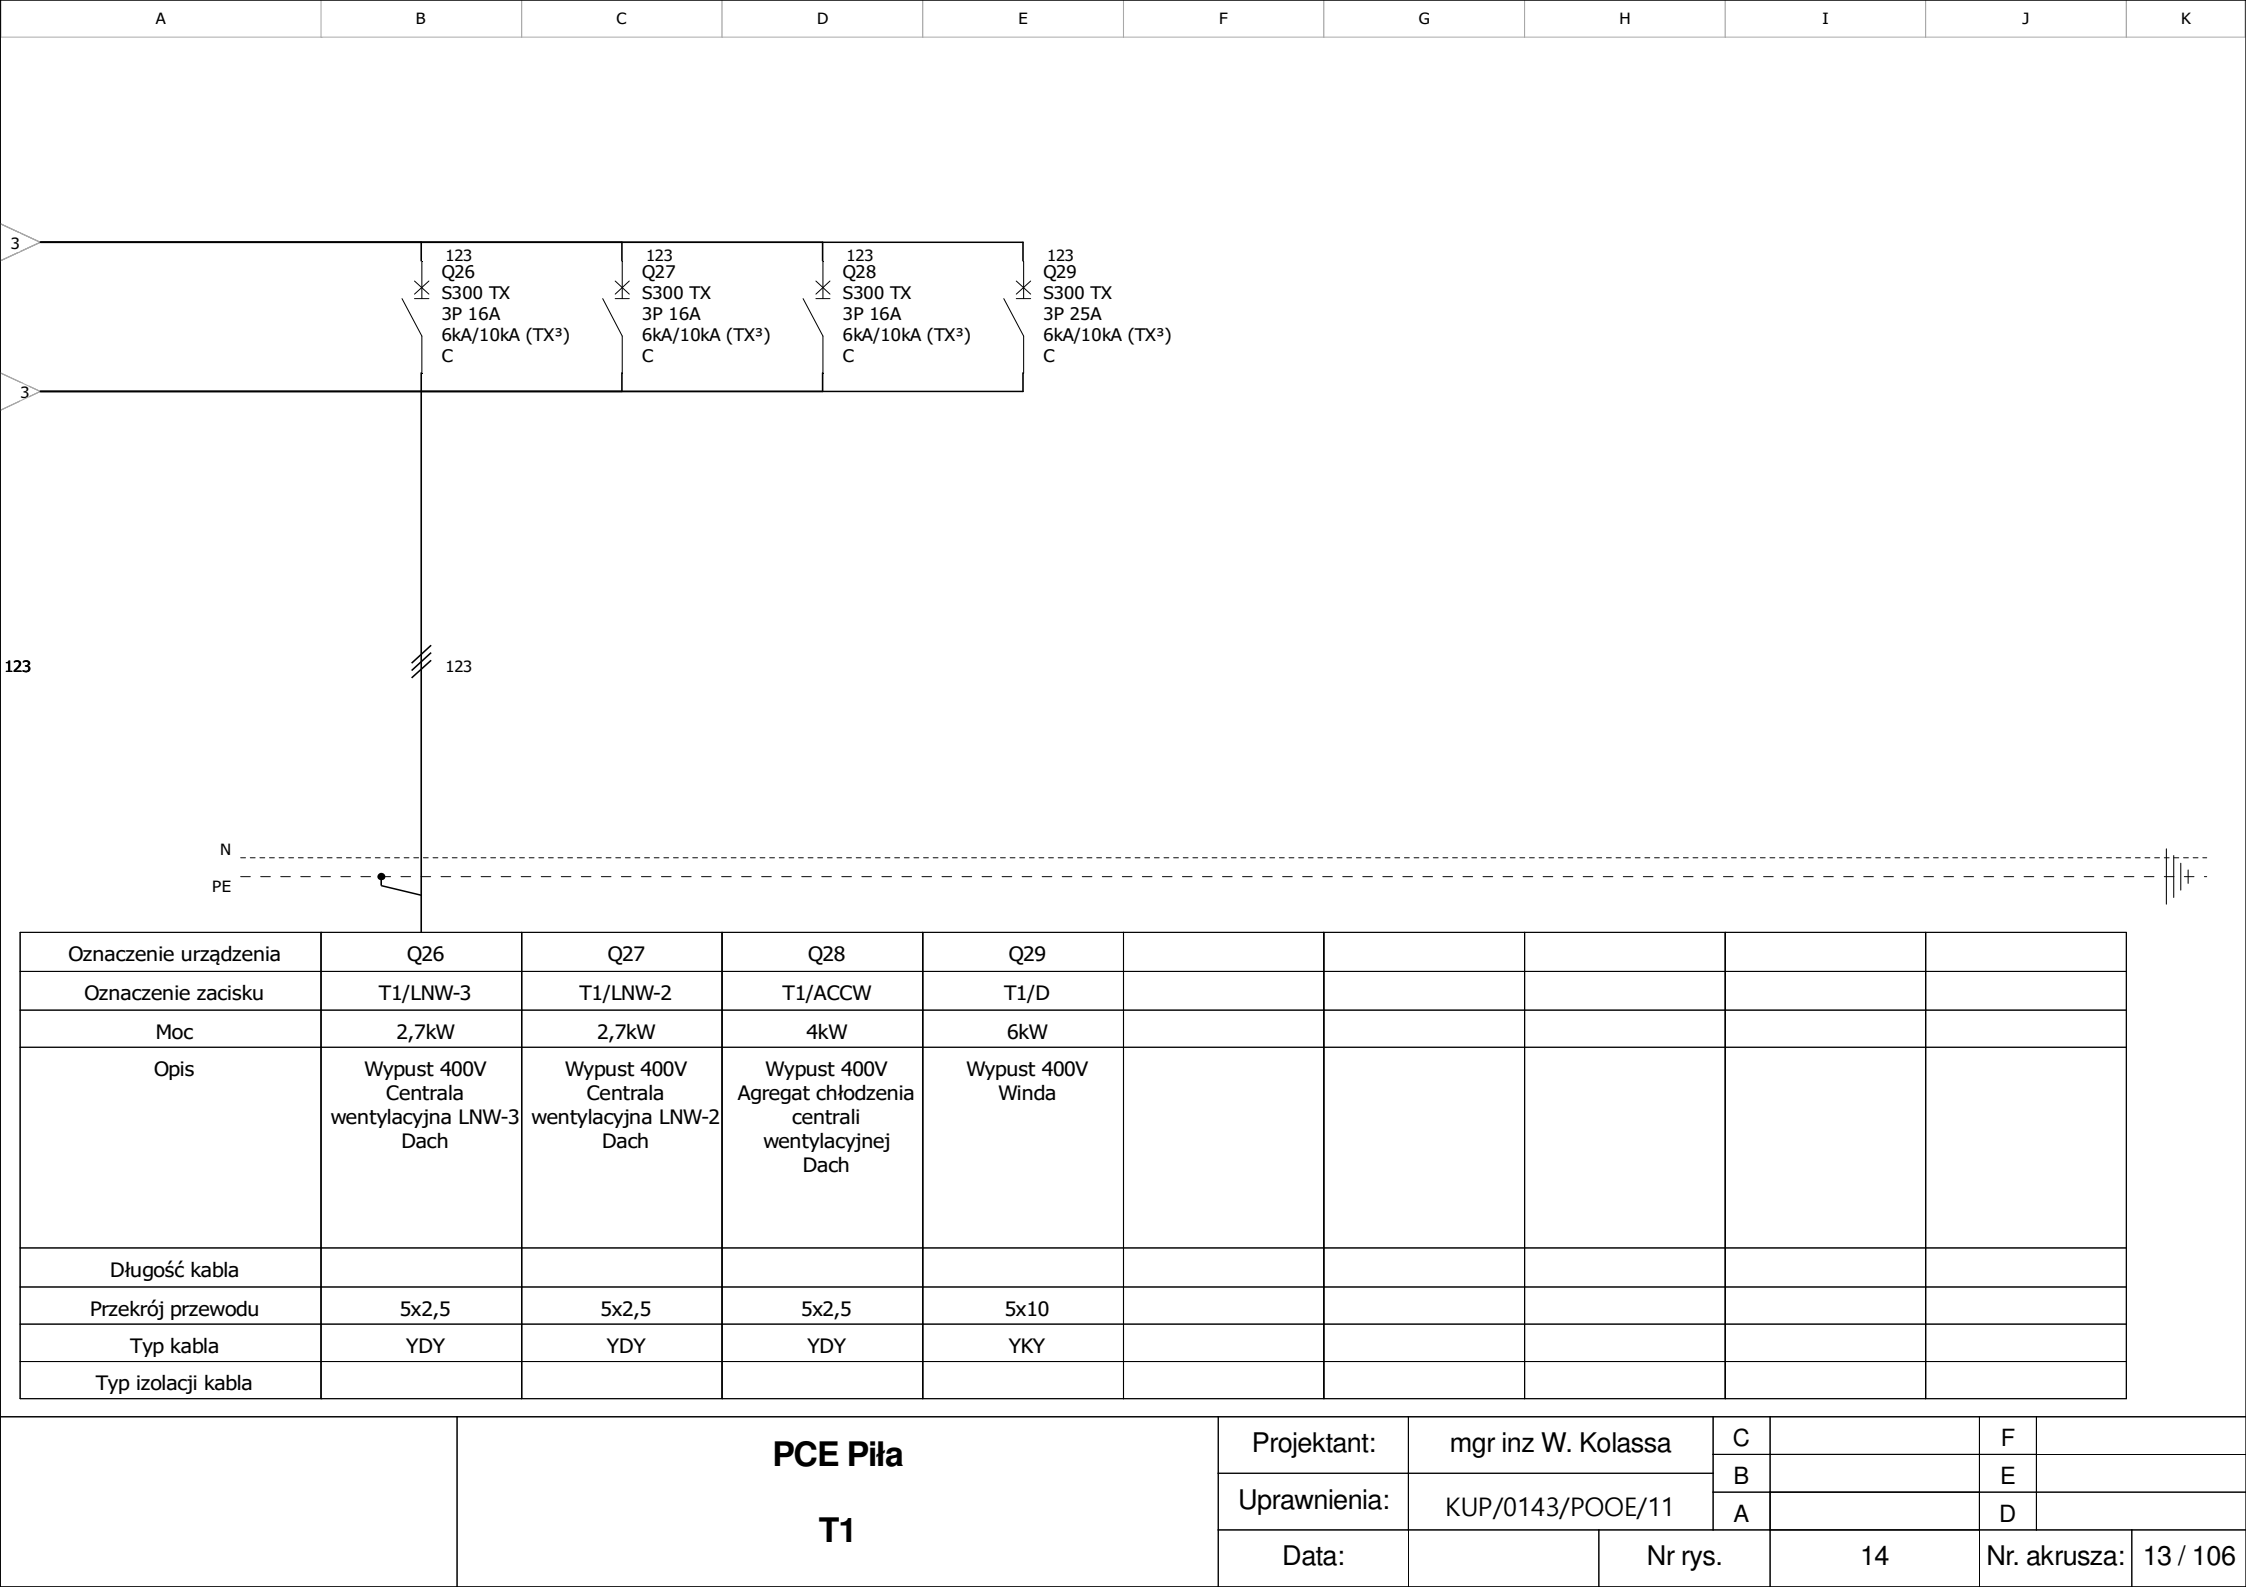 A B C D E F G H I J K
3
123 123 123 123
Q26 Q27 Q28 Q29
S300 TX S300 TX S300 TX S300 TX
3P 16A 3P 16A 3P 16A 3P 25A
6kA/10kA (TX³) 6kA/10kA (TX³) 6kA/10kA (TX³) 6kA/10kA (TX³)
C C C C
3
123 123
N
PE
Oznaczenie urządzenia Q26 Q27 Q28 Q29
Oznaczenie zacisku T1/LNW-3 T1/LNW-2 T1/ACCW T1/D
Moc 2,7kW 2,7kW 4kW 6kW
Opis Wypust 400V Wypust 400V Wypust 400V Wypust 400V
Centrala Centrala Agregat chłodzenia Winda
wentylacyjna LNW-3 wentylacyjna LNW-2 centrali
Dach Dach wentylacyjnej
Dach
Długość kabla
Przekrój przewodu 5x2,5 5x2,5 5x2,5 5x10
Typ kabla YDY YDY YDY YKY
Typ izolacji kabla
PCE Piła
T1
Projektant: mgr inz W. Kolassa C F
B E
Uprawnienia: KUP/0143/POOE/11 A D
Data: Nr rys. 14 Nr. akrusza: 13 / 106